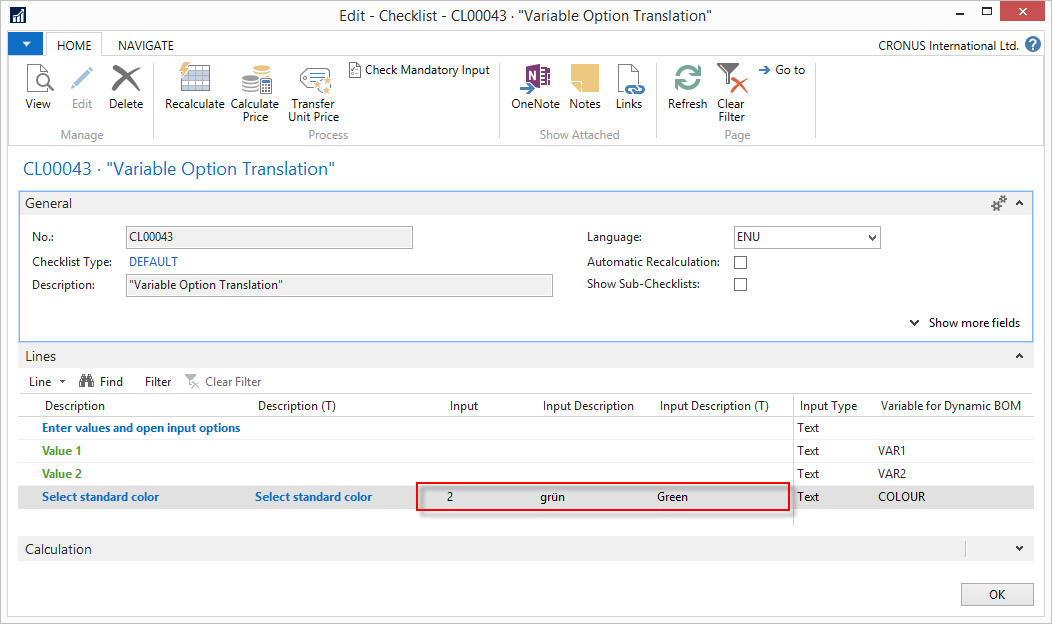 Edit - Checklist - CL00043 · "Variable Option Translation"
HOME NAVIGATE CRONUS International Ltd. ?
View Edit Delete Recalculate Calculate Price Transfer Unit Price Check Mandatory Input OneNote Notes Links Refresh Clear Filter Go to
Manage Process Show Attached Page
CL00043 · "Variable Option Translation"
General
No.: CL00043 Language: ENU
Checklist Type: DEFAULT Automatic Recalculation:
Description: "Variable Option Translation" Show Sub-Checklists:
Show more fields
Lines
Line Find Filter Clear Filter
Description Description (T) Input Input Description Input Description (T) Input Type Variable for Dynamic BOM
Enter values and open input options Text
Value 1 Text VAR1
Value 2 Text VAR2
Select standard color Select standard color 2 grün Green Text COLOUR
Calculation
OK